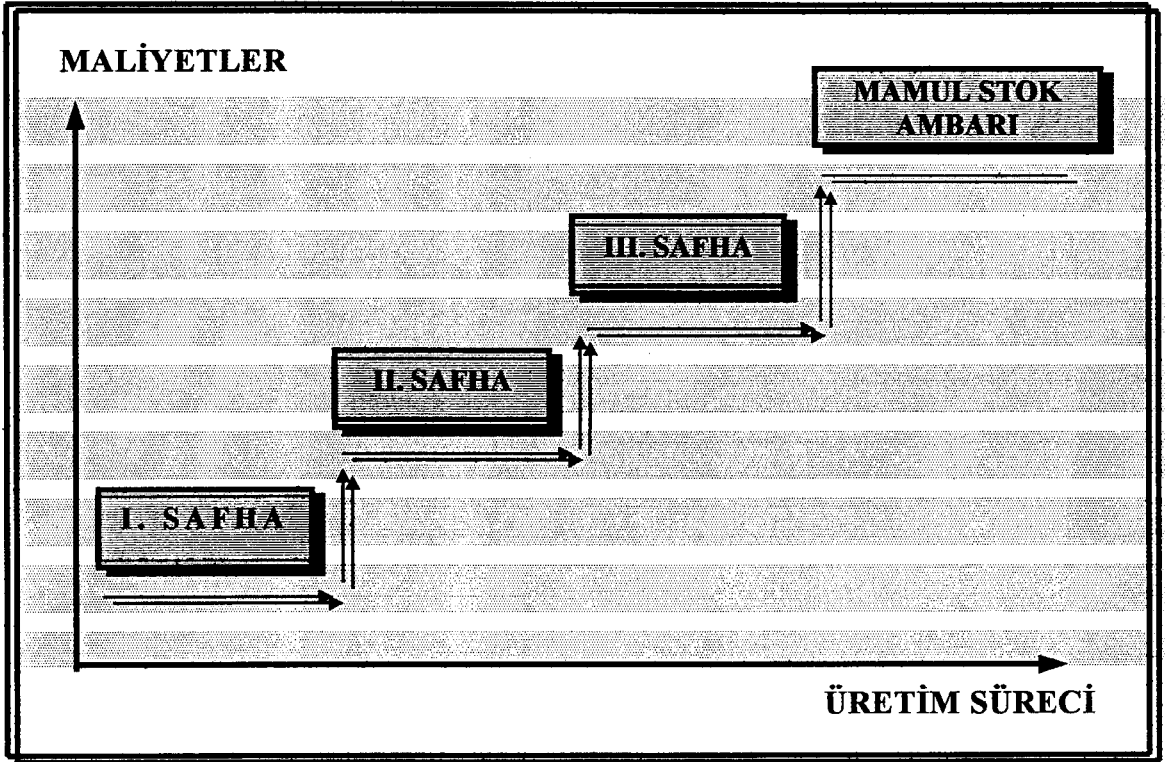 MALİYETLER
MAMUL STOK
AMBARI
III. SAFHA
II. SAFHA
I. SAFHA
ÜRETİM SÜRECİ